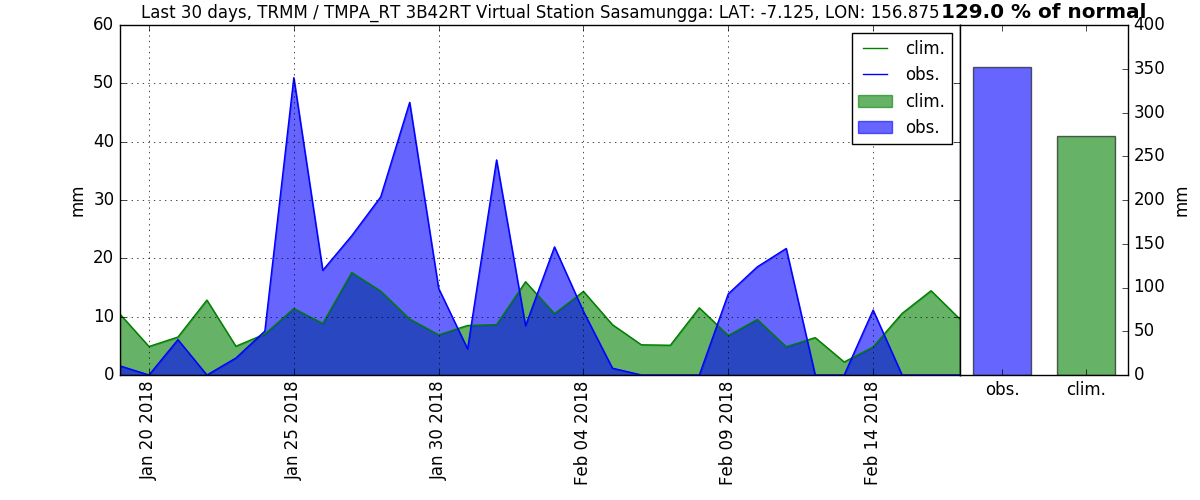 Last 30 days, TRMM / TMPA_RT 3B42RT Virtual Station Sasamungga: LAT: -7.125, LON: 156.875
129.0 % of normal
60
50
40
30
20
10
0
mm
clim.
obs.
clim.
obs.
Jan 20 2018
Jan 25 2018
Jan 30 2018
Feb 04 2018
Feb 09 2018
Feb 14 2018
400
350
300
250
200
150
100
50
0
mm
obs.
clim.